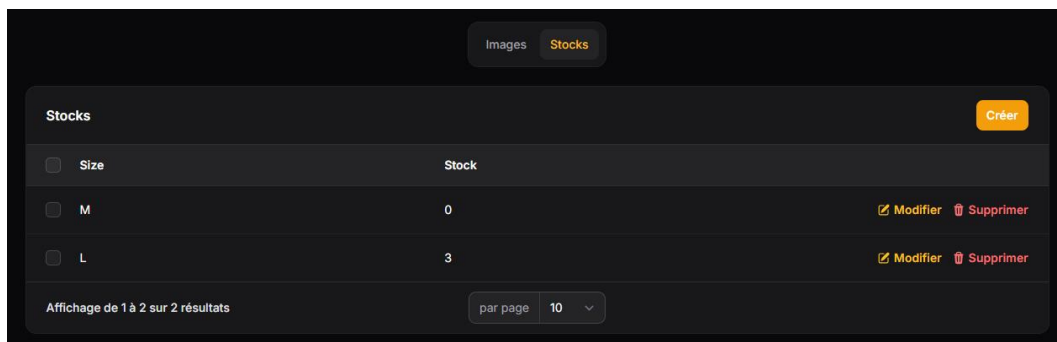 Images Stocks
Stocks Créer
Size Stock
M 0 Modifier Supprimer
L 3 Modifier Supprimer
Affichage de 1 à 2 sur 2 résultats par page 10